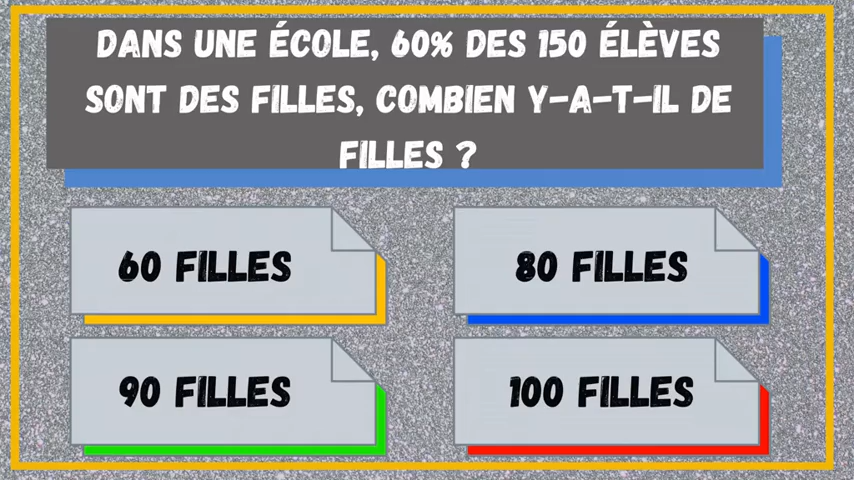 DANS UNE ÉCOLE, 60% DES 150 ÉLÈVES
SONT DES FILLES, COMBIEN Y-A-T-IL DE
FILLES ?
60 FILLES
80 FILLES
90 FILLES
100 FILLES